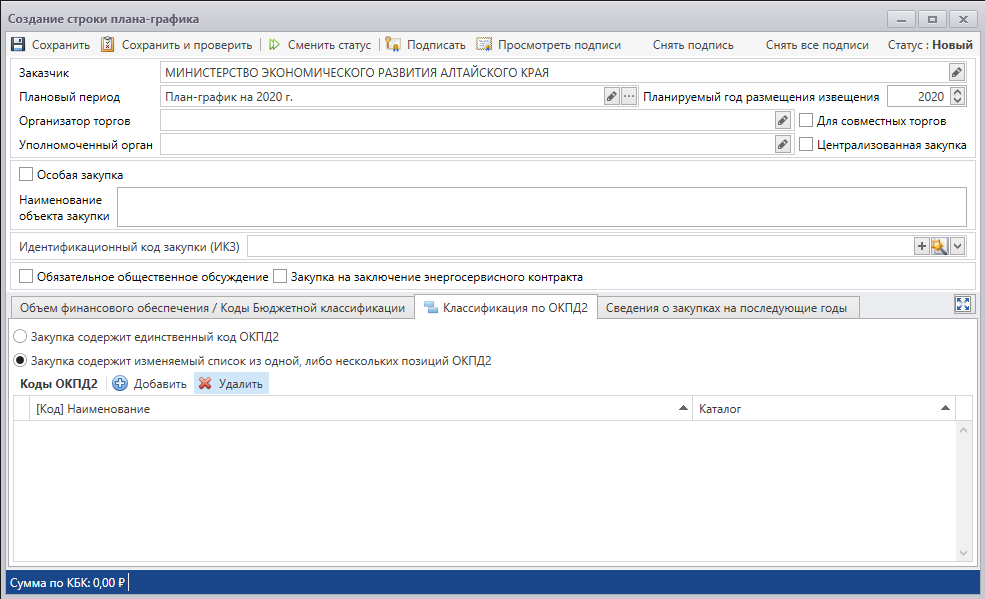 Создание строки плана-графика
Сохранить Сохранить и проверить Сменить статус Подписать Просмотреть подписи Снять подпись Снять все подписи Статус : Новый
Заказчик МИНИСТЕРСТВО ЭКОНОМИЧЕСКОГО РАЗВИТИЯ АЛТАЙСКОГО КРАЯ
Плановый период План-график на 2020 г. Планируемый год размещения извещения 2020
Организатор торгов Для совместных торгов
Уполномоченный орган Централизованная закупка
Особая закупка
Наименование
объекта закупки
Идентификационный код закупки (ИКЗ)
Обязательное общественное обсуждение Закупка на заключение энергосервисного контракта
Объем финансового обеспечения / Коды Бюджетной классификации Классификация по ОКПД2 Сведения о закупках на последующие годы
Закупка содержит единственный код ОКПД2
Закупка содержит изменяемый список из одной, либо нескольких позиций ОКПД2
Коды ОКПД2 Добавить Удалить
[Код] Наименование Каталог
Сумма по КБК: 0,00 ₽